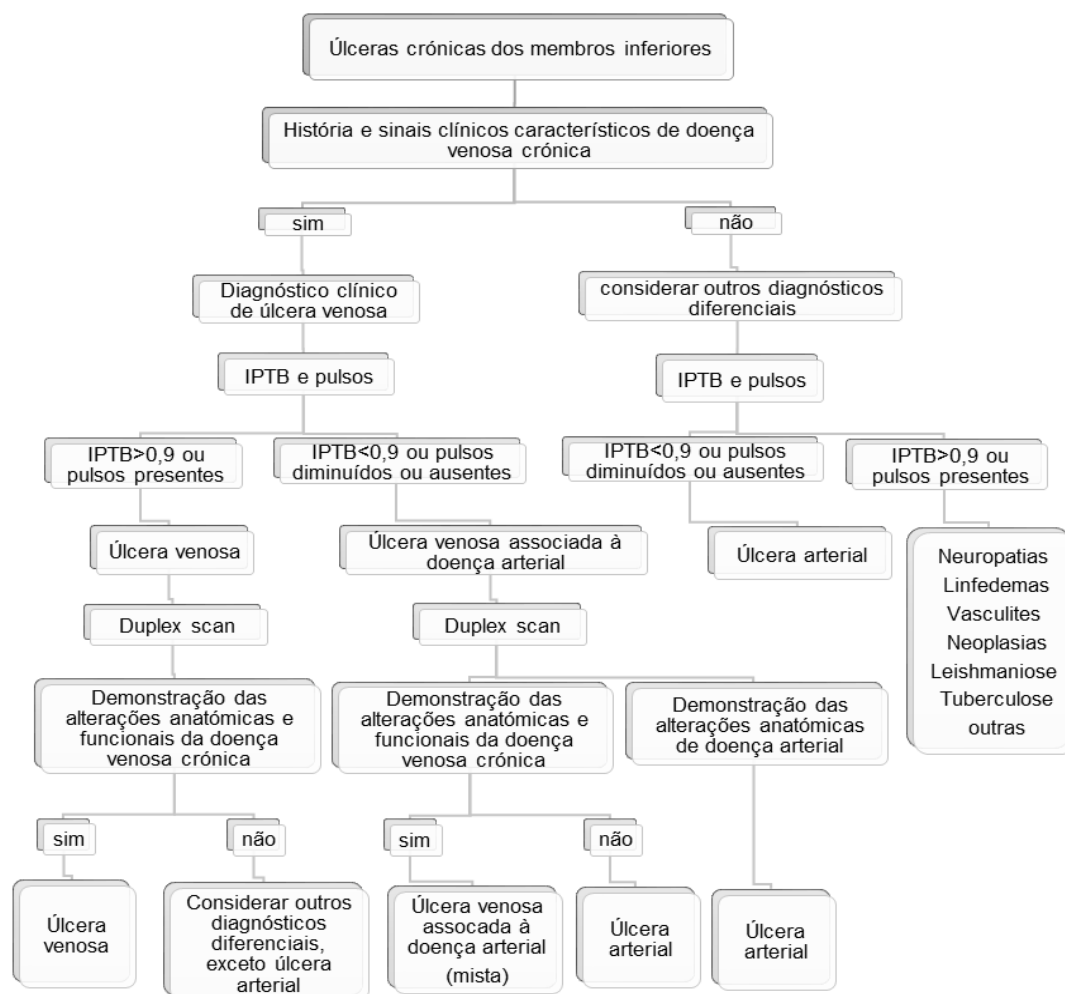 Úlceras crónicas dos membros inferiores
História e sinais clínicos característicos de doença
venosa crónica
sim
não
Diagnóstico clínico
de úlcera venosa
considerar outros diagnósticos
diferenciais
IPTB e pulsos
IPTB e pulsos
IPTB>0,9 ou
pulsos presentes
IPTB<0,9 ou pulsos
diminuídos ou ausentes
IPTB<0,9 ou pulsos
diminuídos ou ausentes
IPTB>0,9 ou
pulsos presentes
Úlcera venosa
Úlcera venosa associada à
doença arterial
Úlcera arterial
Neuropatias
Linfedemas
Vasculites
Neoplasias
Leishmaniose
Tuberculose
outras
Duplex scan
Duplex scan
Demonstração das
alterações anatómicas e
funcionais da doença
venosa crónica
Demonstração das
alterações anatómicas e
funcionais da doença
venosa crónica
Demonstração das
alterações anatómicas
de doença arterial
sim
não
sim
não
Úlcera
venosa
Considerar outros
diagnósticos
diferenciais,
exceto úlcera
arterial
Úlcera venosa
assocada à
doença arterial
(mista)
Úlcera
arterial
Úlcera
arterial